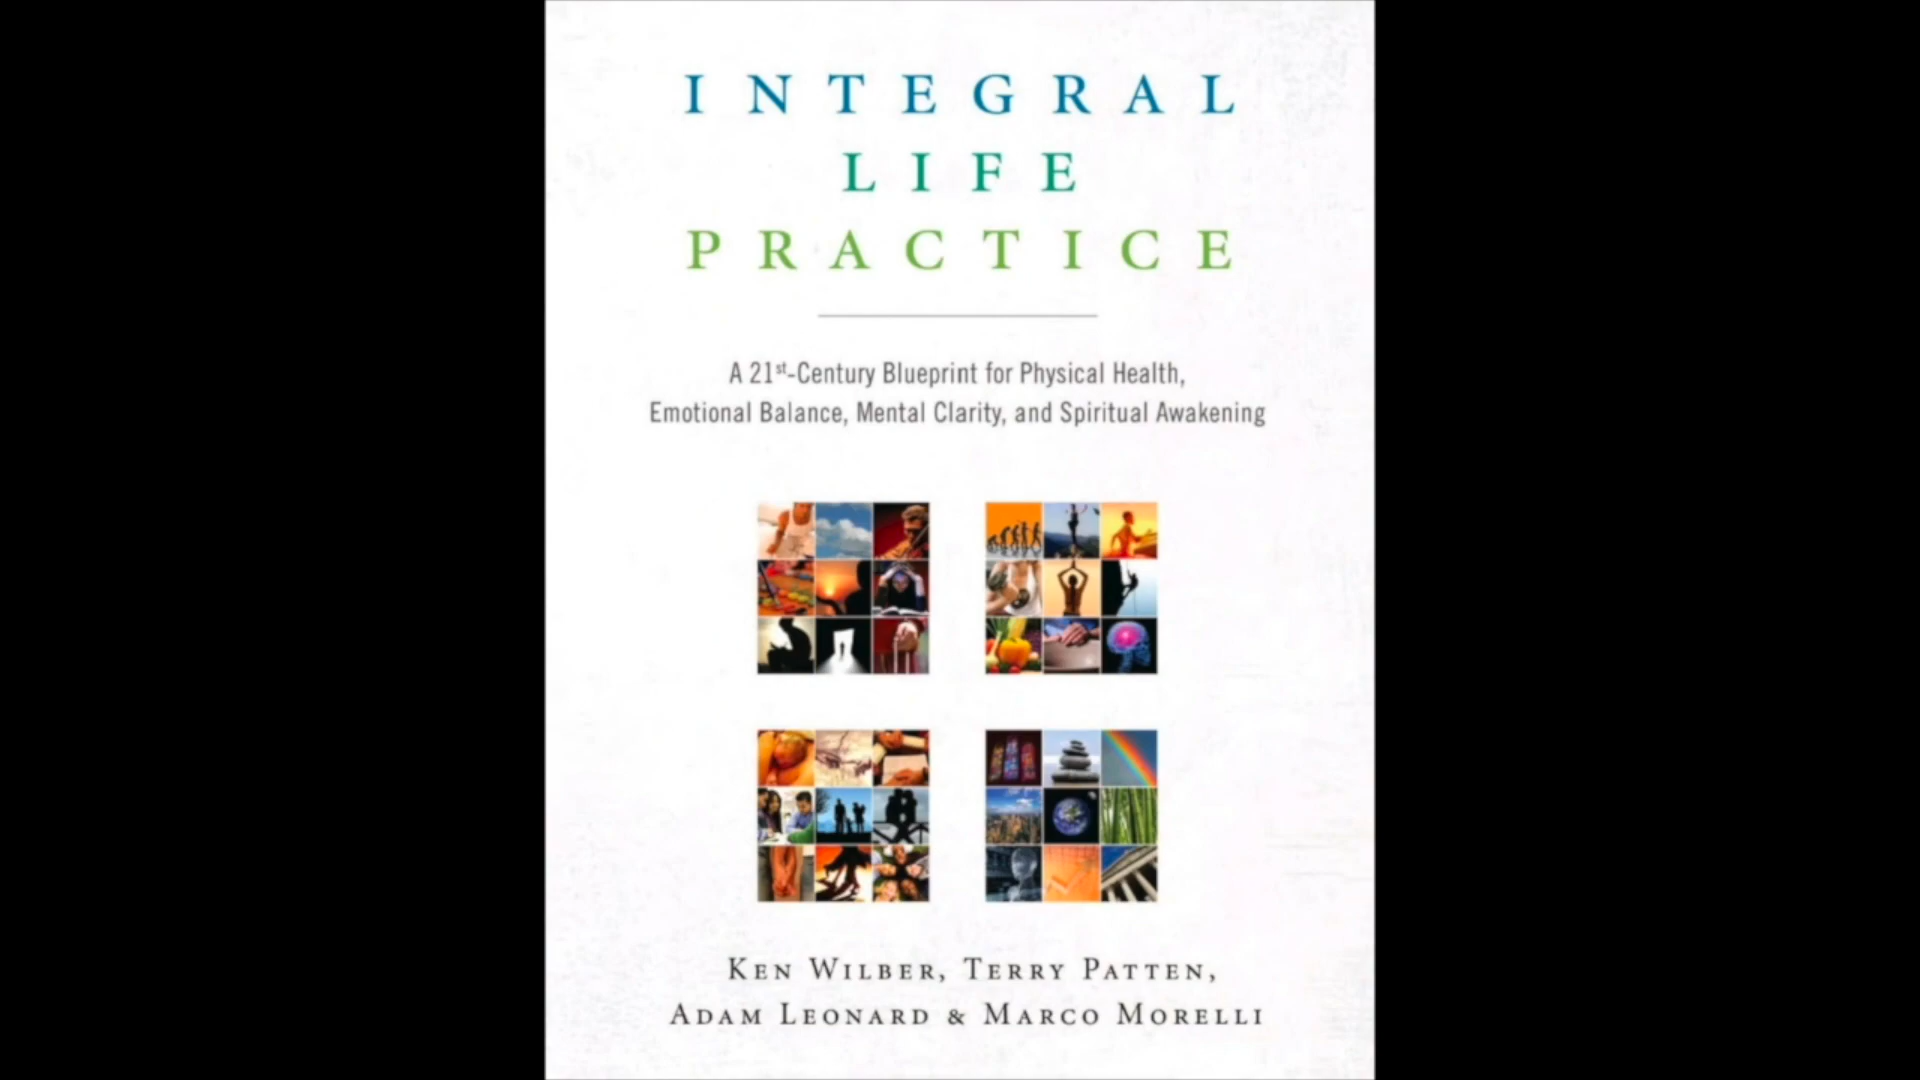 INTEGRAL
LIFE
PRACTICE
A 21st-Century Blueprint for Physical Health,
Emotional Balance, Mental Clarity, and Spiritual Awakening
KEN WILBER, TERRY PATTEN,
ADAM LEONARD & MARCO MORELLI